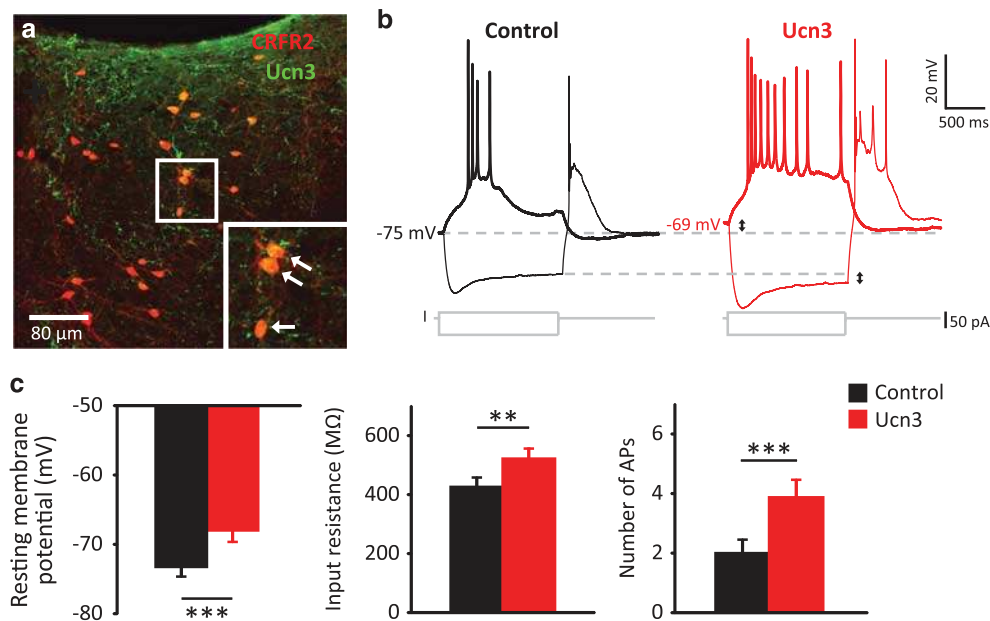 a
CRFR2
Ucn3
80 µm
b
Control
Ucn3
20 mV
500 ms
-75 mV
-69 mV
I
50 pA
c
Resting membrane
potential (mV)
-50
-60
-70
-80
***
Input resistance (MΩ)
600
400
200
0
**
Number of APs
6
4
2
0
***
Control
Ucn3